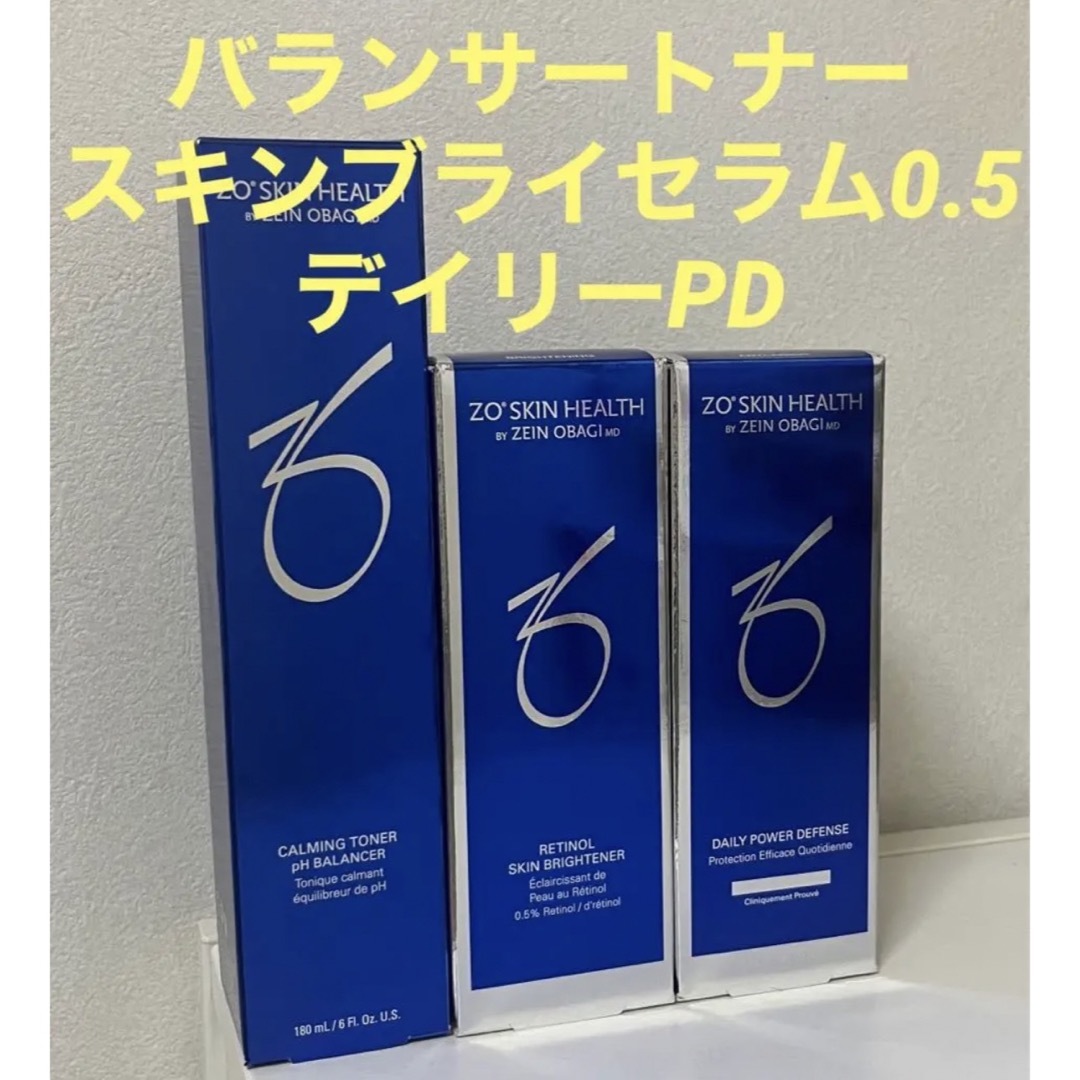 バランサートナー
スキンブライセラム0.5
デイリーPD
ZO® SKIN HEALTH
BY ZEIN OBAGI MD
CALMING TONER
pH BALANCER
Tonique calmant
équilibreur de pH
180 mL / 6 Fl. Oz. U.S.
BRIGHTENING
ZO® SKIN HEALTH
BY ZEIN OBAGI MD
RETINOL
SKIN BRIGHTENER
Éclaircissant de
Peau au Rétinol
0.5% Retinol / d'rétinol
ZO® SKIN HEALTH
BY ZEIN OBAGI MD
DAILY POWER DEFENSE
Protection Efficace Quotidienne
Cliniquement Prouvé